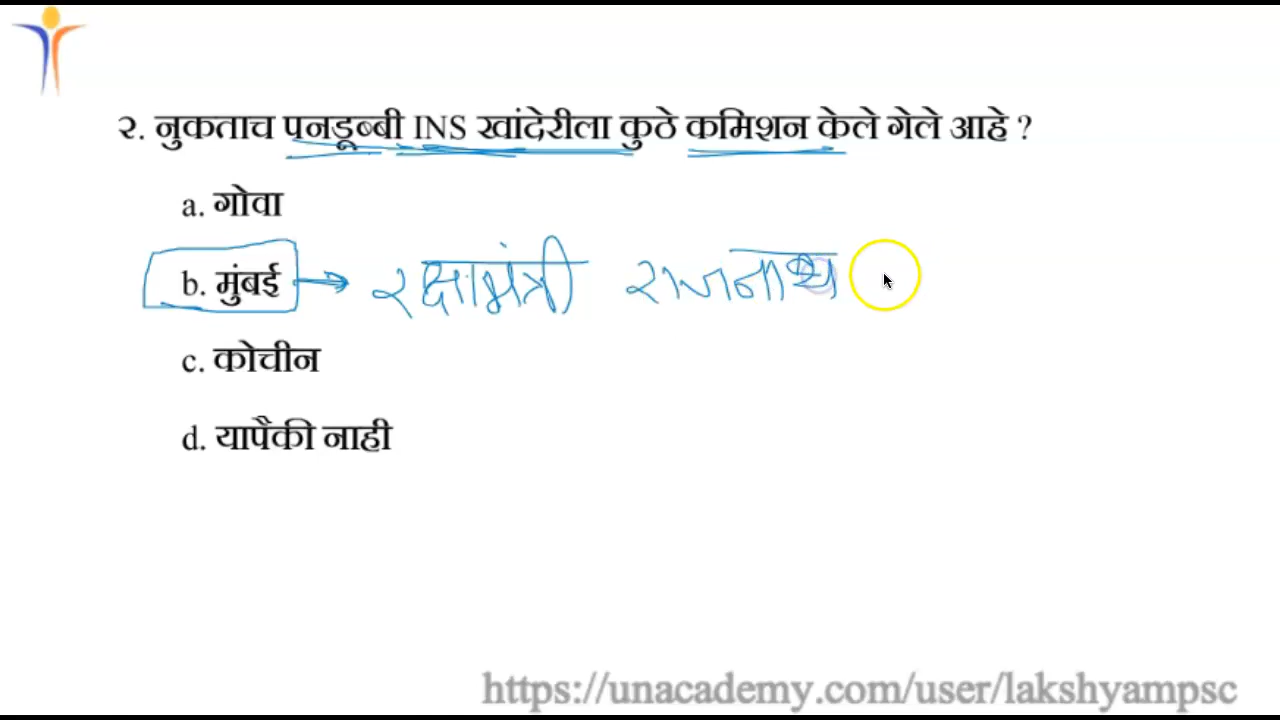 २. नुकताच पनडूब्बी INS खांदेरीला कुठे कमिशन केले गेले आहे ?
a. गोवा
b. मुंबई → रक्षामंत्री राजनाथ
c. कोचीन
d. यापैकी नाही
https://unacademy.com/user/lakshyampsc